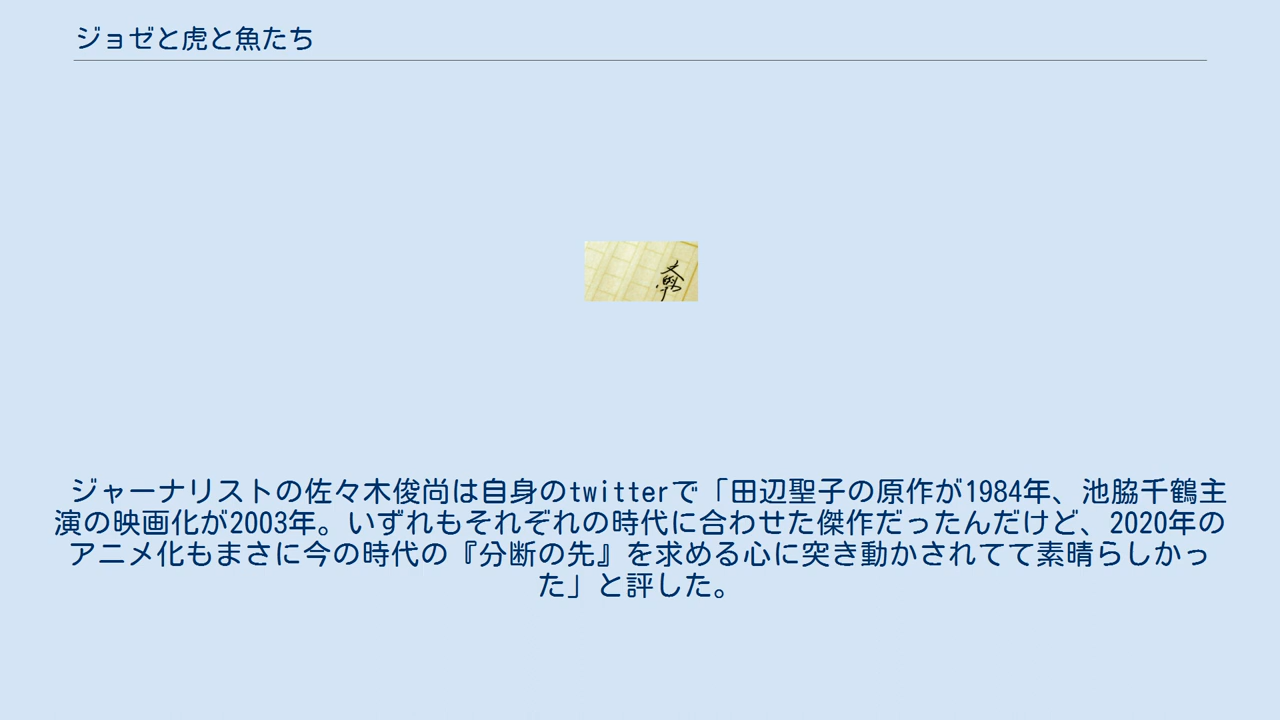 ジョゼと虎と魚たち
ジャーナリストの佐々木俊尚は自身のtwitterで「田辺聖子の原作が1984年、池脇千鶴主
演の映画化が2003年。いずれもそれぞれの時代に合わせた傑作だったんだけど、2020年の
アニメ化もまさに今の時代の『分断の先』を求める心に突き動かされてて素晴らしかっ
た」と評した。